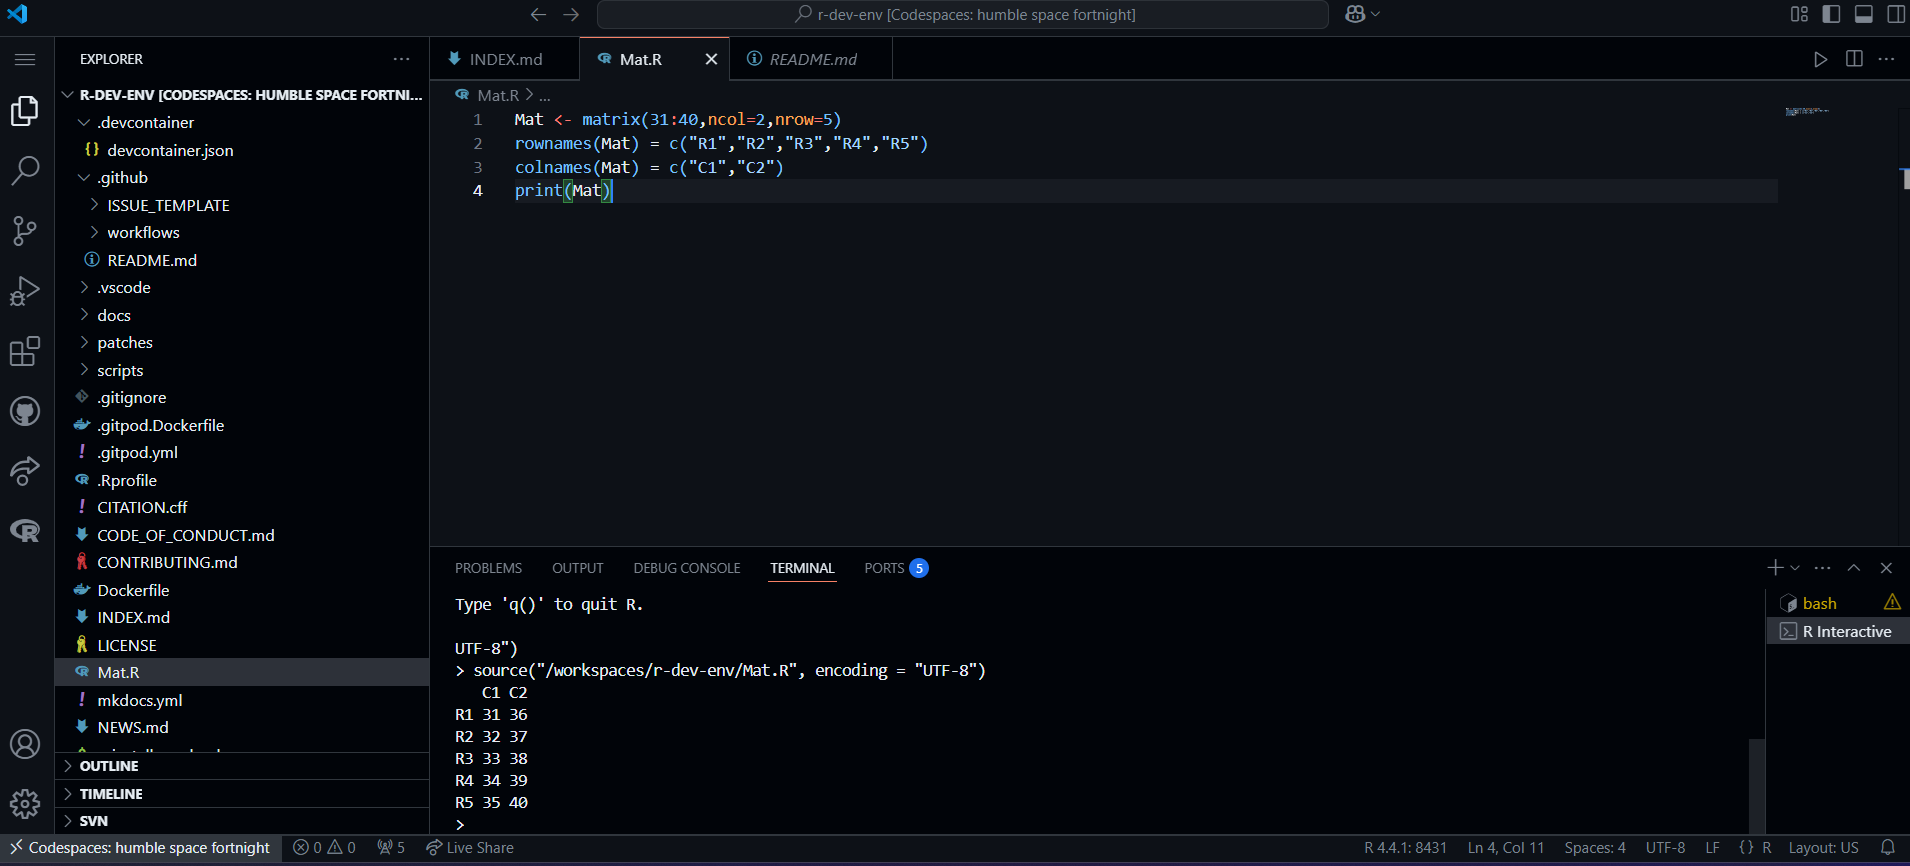 r-dev-env [Codespaces: humble space fortnight]
EXPLORER
R-DEV-ENV [CODESPACES: HUMBLE SPACE FORTNI...
.devcontainer
devcontainer.json
.github
ISSUE_TEMPLATE
workflows
README.md
.vscode
docs
patches
scripts
.gitignore
.gitpod.Dockerfile
.gitpod.yml
.Rprofile
CITATION.cff
CODE_OF_CONDUCT.md
CONTRIBUTING.md
Dockerfile
INDEX.md
LICENSE
Mat.R
mkdocs.yml
NEWS.md
OUTLINE
TIMELINE
SVN
INDEX.md Mat.R README.md
Mat.R > ...
1 Mat <- matrix(31:40,ncol=2,nrow=5)
2 rownames(Mat) = c("R1","R2","R3","R4","R5")
3 colnames(Mat) = c("C1","C2")
4 print(Mat)
PROBLEMS OUTPUT DEBUG CONSOLE TERMINAL PORTS 5
Type 'q()' to quit R.
UTF-8")
> source("/workspaces/r-dev-env/Mat.R", encoding = "UTF-8")
C1 C2
R1 31 36
R2 32 37
R3 33 38
R4 34 39
R5 35 40
>
bash
R Interactive
Codespaces: humble space fortnight 0 0 5 Live Share R 4.4.1: 8431 Ln 4, Col 11 Spaces: 4 UTF-8 LF {} R Layout: US